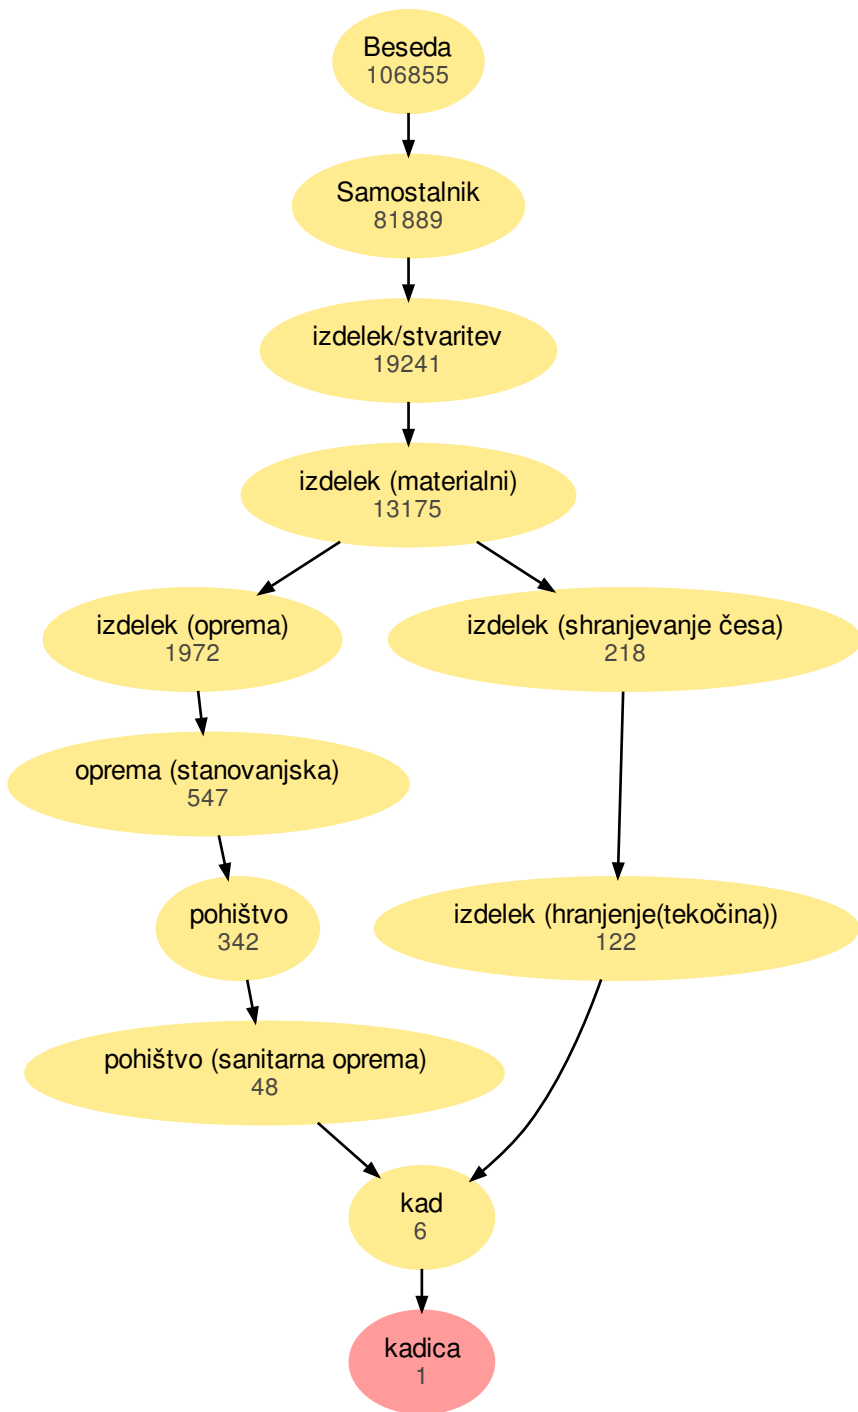 Beseda
106855
Samostalnik
81889
izdelek/stvaritev
19241
izdelek (materialni)
13175
izdelek (oprema)
1972
izdelek (shranjevanje česa)
218
oprema (stanovanjska)
547
pohištvo
342
izdelek (hranjenje(tekočina))
122
pohištvo (sanitarna oprema)
48
kad
6
kadica
1